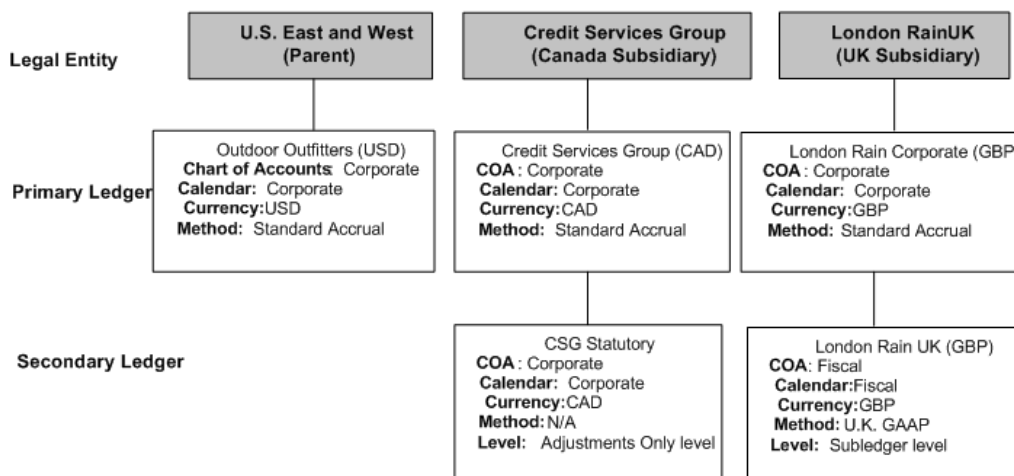 Legal Entity
U.S. East and West
(Parent)
Credit Services Group
(Canada Subsidiary)
London RainUK
(UK Subsidiary)
Primary Ledger
Outdoor Outfitters (USD)
Chart of Accounts: Corporate
Calendar: Corporate
Currency:USD
Method: Standard Accrual
Credit Services Group (CAD)
COA : Corporate
Calendar: Corporate
Currency:CAD
Method: Standard Accrual
London Rain Corporate (GBP)
COA : Corporate
Calendar: Corporate
Currency:GBP
Method: Standard Accrual
Secondary Ledger
CSG Statutory
COA : Corporate
Calendar: Corporate
Currency:CAD
Method: N/A
Level: Adjustments Only level
London Rain UK (GBP)
COA: Fiscal
Calendar:Fiscal
Currency:GBP
Method: U.K. GAAP
Level: Subledger level